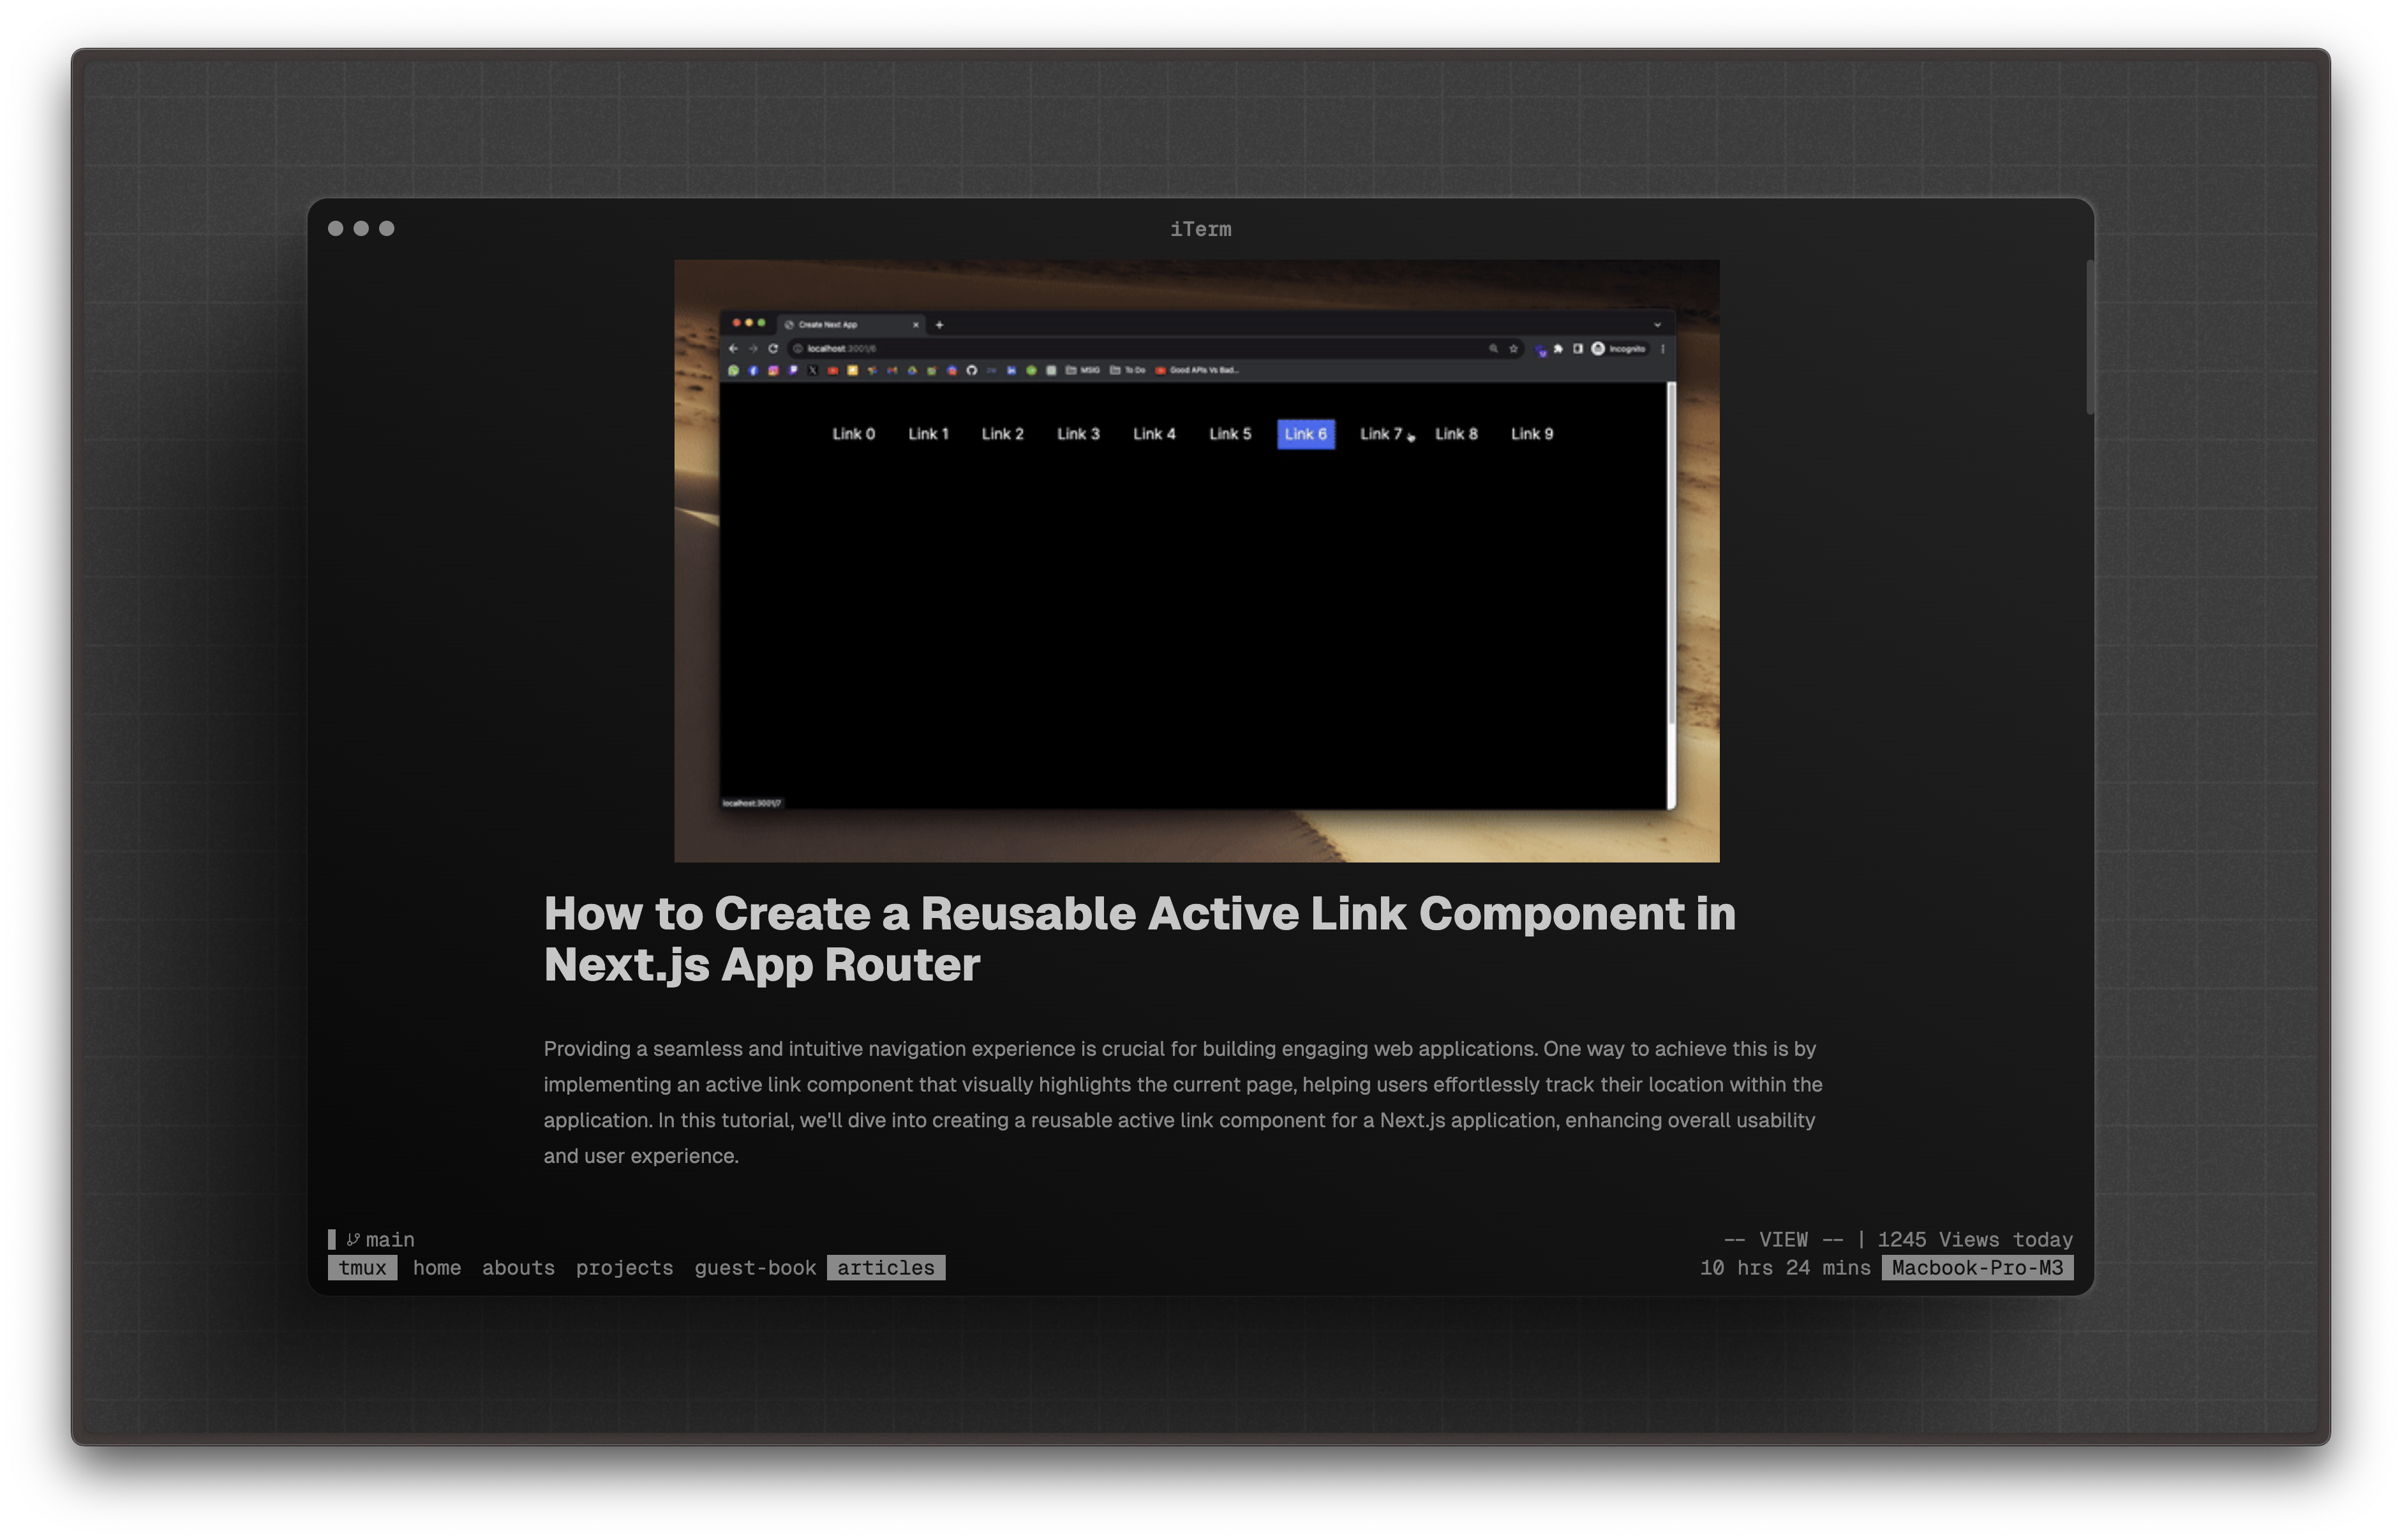 iTerm
Create Next App
localhost:3001/6
Incognito
MSIG To Do Good APIs Vs Bad...
Link 0 Link 1 Link 2 Link 3 Link 4 Link 5 Link 6 Link 7 Link 8 Link 9
localhost:3001/7
How to Create a Reusable Active Link Component in
Next.js App Router
Providing a seamless and intuitive navigation experience is crucial for building engaging web applications. One way to achieve this is by
implementing an active link component that visually highlights the current page, helping users effortlessly track their location within the
application. In this tutorial, we'll dive into creating a reusable active link component for a Next.js application, enhancing overall usability
and user experience.
main
-- VIEW -- | 1245 Views today
tmux home abouts projects guest-book articles
10 hrs 24 mins Macbook-Pro-M3